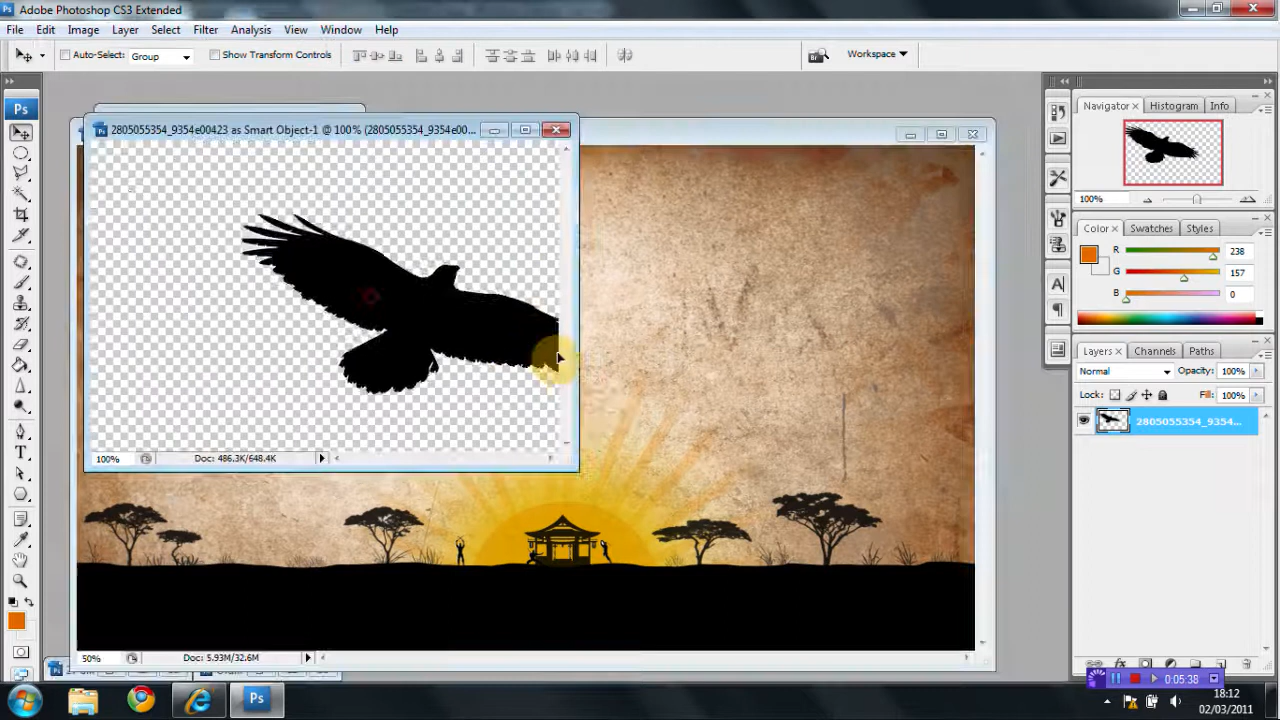 Adobe Photoshop CS3 Extended
File Edit Image Layer Select Filter Analysis View Window Help
Auto-Select: Group Show Transform Controls Workspace
Ps
2805055354_9354e00423 as Smart Object-1 @ 100% (2805055354_9354e00...
Navigator Histogram Info
100%
Color Swatches Styles
R 238
G 157
B 0
Layers Channels Paths
Normal Opacity: 100%
Lock: Fill: 100%
2805055354_9354...
100% Doc: 486.3K/648.4K
50% Doc: 5.93M/32.6M
0:05:38
Ps
18:12
02/03/2011